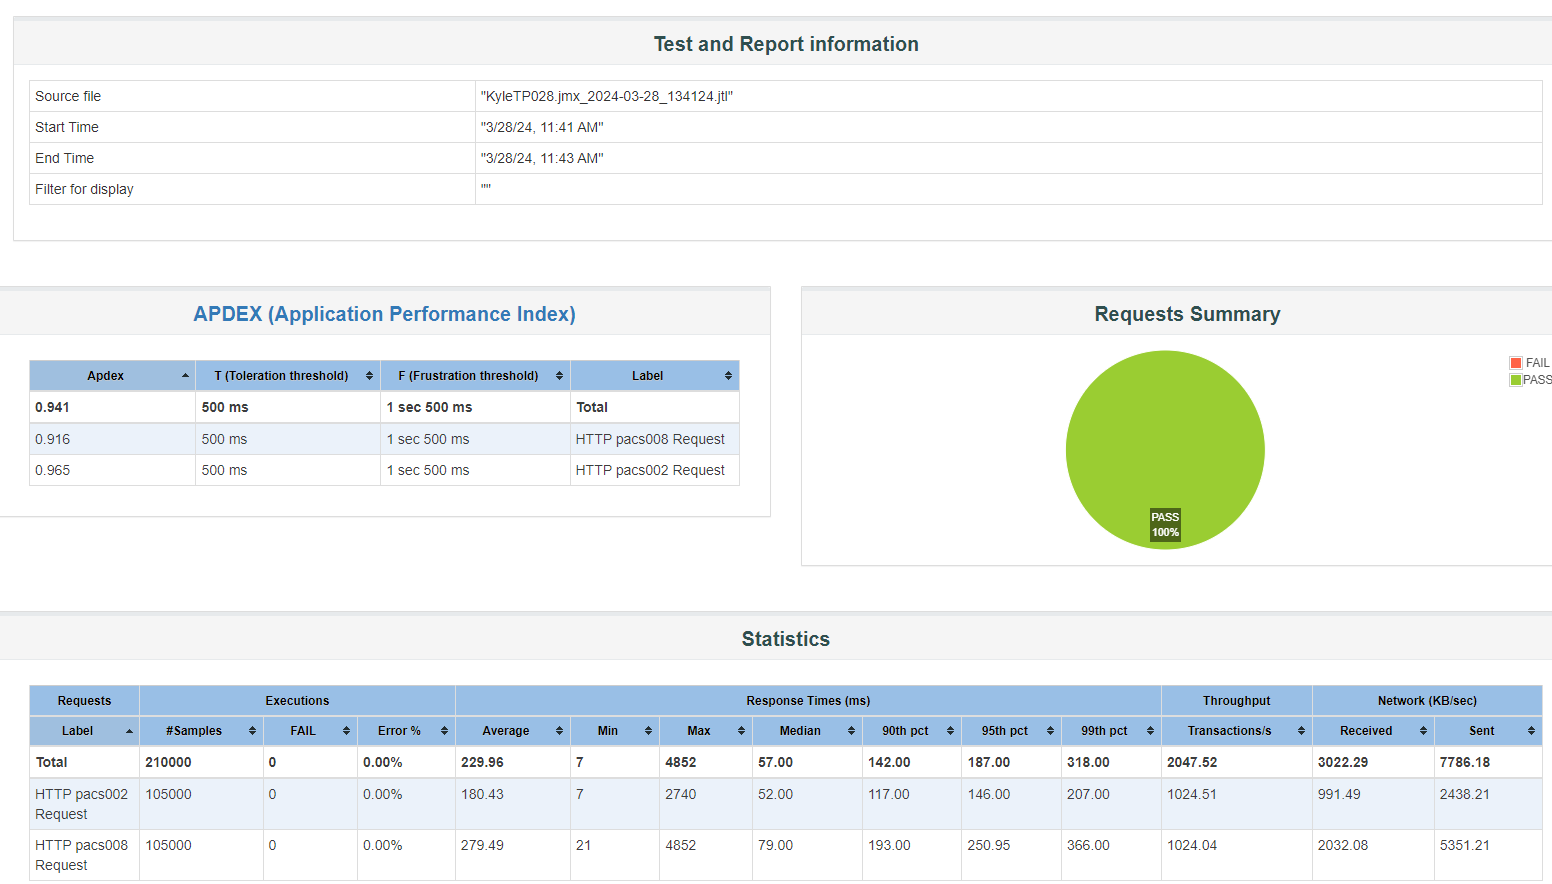 Test and Report information
Source file "KyleTP028.jmx_2024-03-28_134124.jtl"
Start Time "3/28/24, 11:41 AM"
End Time "3/28/24, 11:43 AM"
Filter for display ""
APDEX (Application Performance Index)
Apdex T (Toleration threshold) F (Frustration threshold) Label
0.941 500 ms 1 sec 500 ms Total
0.916 500 ms 1 sec 500 ms HTTP pacs008 Request
0.965 500 ms 1 sec 500 ms HTTP pacs002 Request
Requests Summary
FAIL
PASS
PASS
100%
Statistics
Requests Executions Response Times (ms) Throughput Network (KB/sec)
Label #Samples FAIL Error % Average Min Max Median 90th pct 95th pct 99th pct Transactions/s Received Sent
Total 210000 0 0.00% 229.96 7 4852 57.00 142.00 187.00 318.00 2047.52 3022.29 7786.18
HTTP pacs002 105000 0 0.00% 180.43 7 2740 52.00 117.00 146.00 207.00 1024.51 991.49 2438.21
Request
HTTP pacs008 105000 0 0.00% 279.49 21 4852 79.00 193.00 250.95 366.00 1024.04 2032.08 5351.21
Request